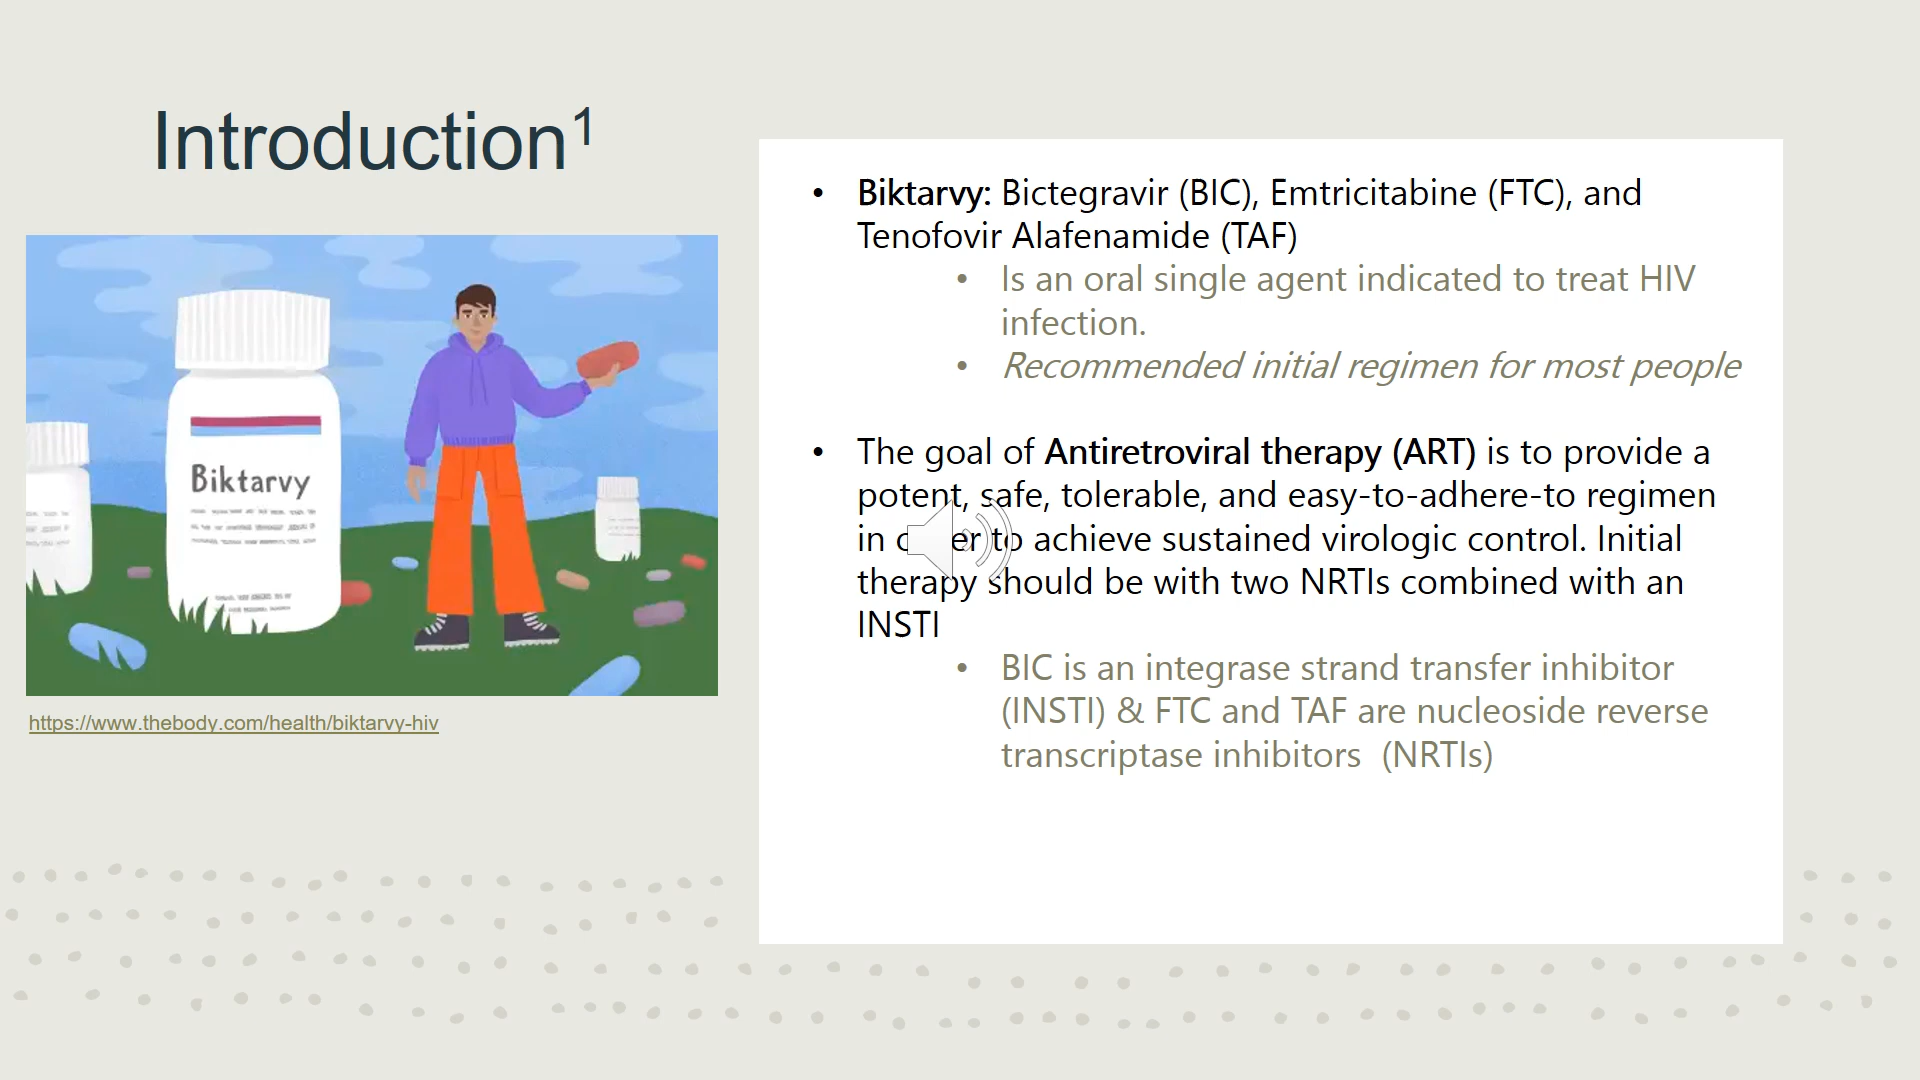 Introduction1
Biktarvy
https://www.thebody.com/health/biktarvy-hiv
• Biktarvy: Bictegravir (BIC), Emtricitabine (FTC), and
Tenofovir Alafenamide (TAF)
• Is an oral single agent indicated to treat HIV
infection.
• Recommended initial regimen for most people
• The goal of Antiretroviral therapy (ART) is to provide a
potent, safe, tolerable, and easy-to-adhere-to regimen
in order to achieve sustained virologic control. Initial
therapy should be with two NRTIs combined with an
INSTI
• BIC is an integrase strand transfer inhibitor
(INSTI) & FTC and TAF are nucleoside reverse
transcriptase inhibitors (NRTIs)